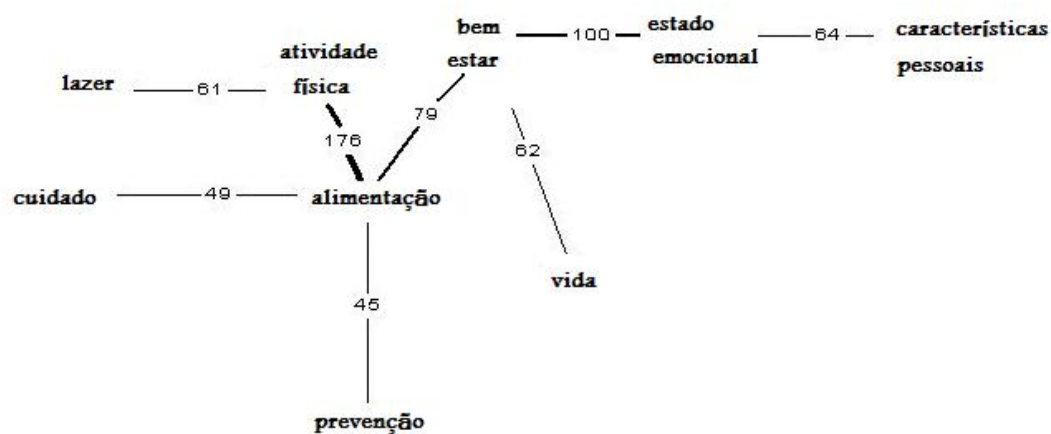 bem
estar
100
estado
emocional
64
características
pessoais
atividade
física
lazer
61
176
79
62
cuidado
49
alimentação
vida
45
prevenção